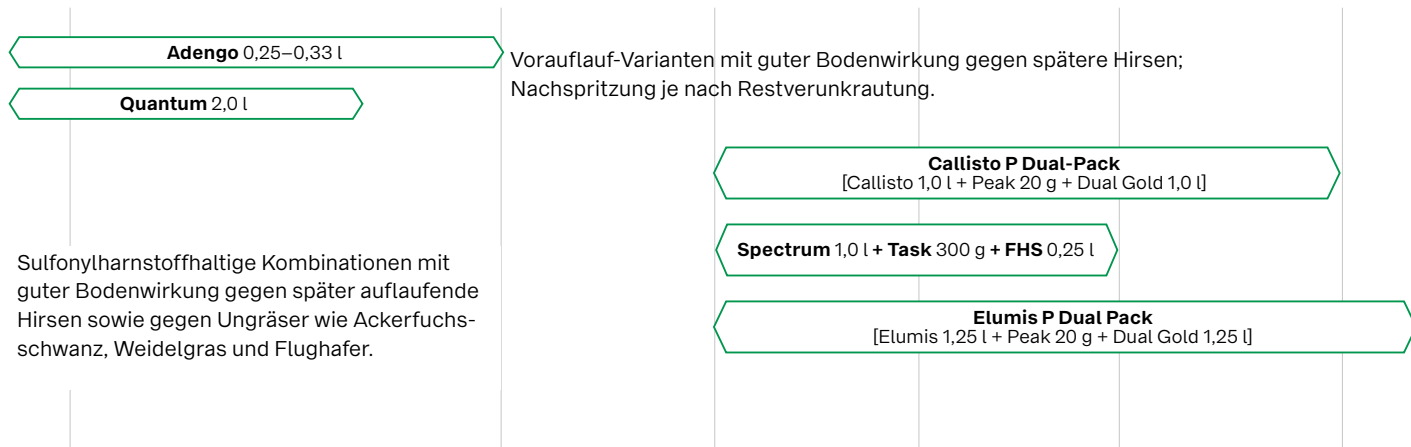 Adengo 0,25–0,33 l
Vorauflauf-Varianten mit guter Bodenwirkung gegen spätere Hirsen;
Nachspritzung je nach Restverunkrautung.
Quantum 2,0 l
Callisto P Dual-Pack
[Callisto 1,0 l + Peak 20 g + Dual Gold 1,0 l]
Spectrum 1,0 l + Task 300 g + FHS 0,25 l
Sulfonylharnstoffhaltige Kombinationen mit
guter Bodenwirkung gegen später auflaufende
Hirsen sowie gegen Ungräser wie Ackerfuchs-
schwanz, Weidelgras und Flughafer.
Elumis P Dual Pack
[Elumis 1,25 l + Peak 20 g + Dual Gold 1,25 l]